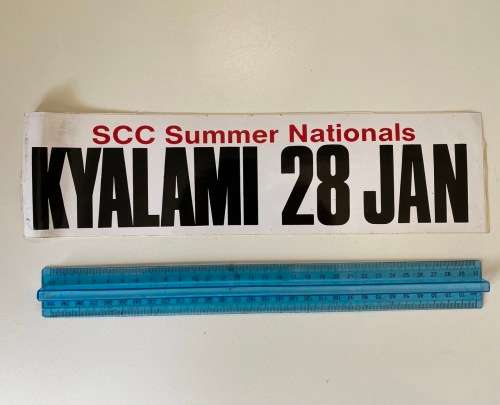 SCC Summer Nationals
KYALAMI 28 JAN